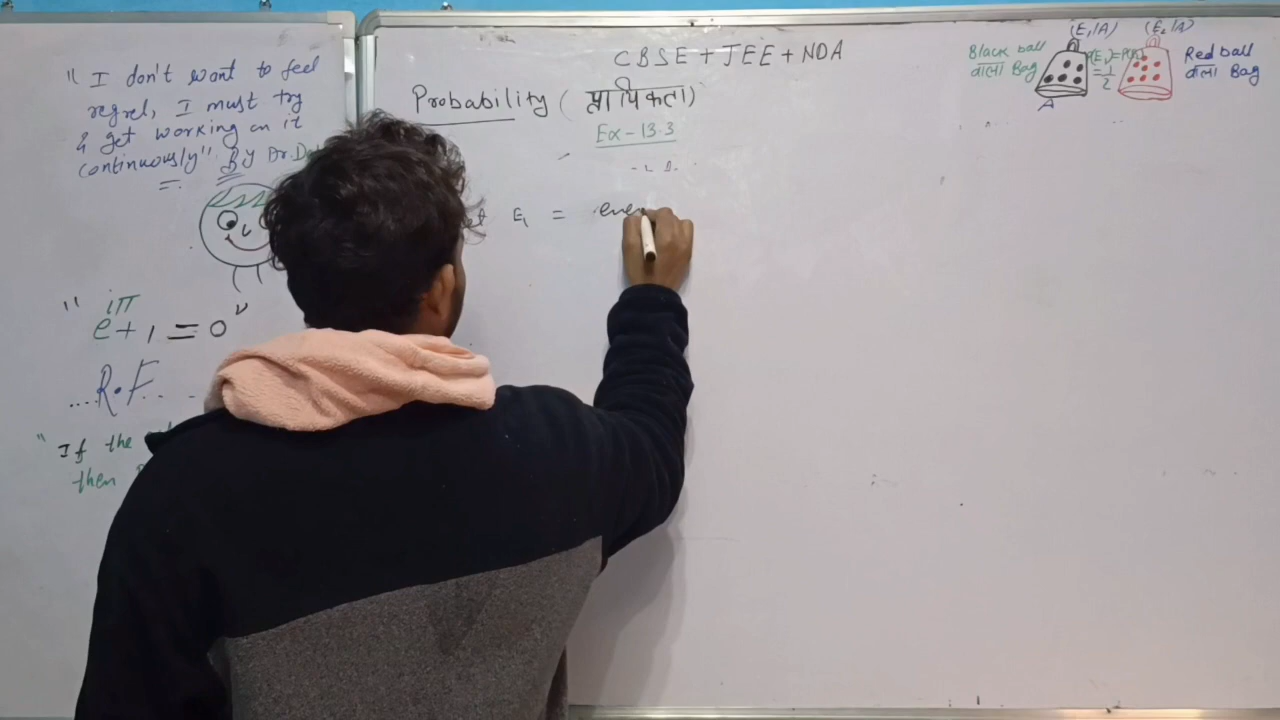 " I don't want to feel
regret, I must try
& get working on it
continuously" By Dr.
" e^iπ + 1 = 0 "
....R.F...
" If the
then
CBSE + JEE + NDA
Probability ( प्रायिकता )
Ex - 13.3
E₁ = even
(E₁/A) (E₂/A)
Black ball
वाला Bag
= 1/2
A
Red ball
वाला Bag